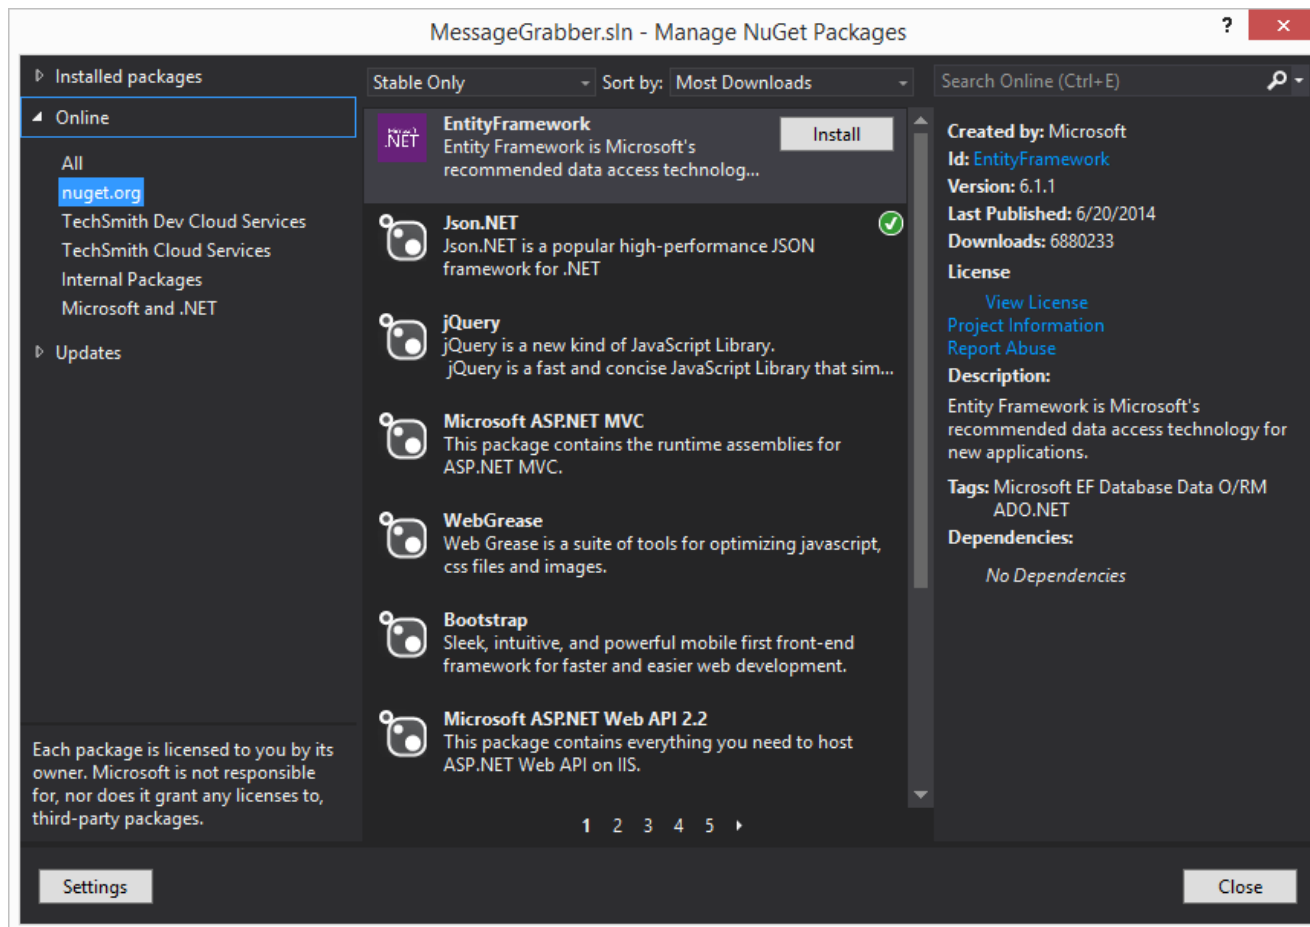 MessageGrabber.sln - Manage NuGet Packages
?
Installed packages
Online
All
nuget.org
TechSmith Dev Cloud Services
TechSmith Cloud Services
Internal Packages
Microsoft and .NET
Updates
Each package is licensed to you by its
owner. Microsoft is not responsible
for, nor does it grant any licenses to,
third-party packages.
Settings
Stable Only
Sort by: Most Downloads
.NET
EntityFramework
Entity Framework is Microsoft's
recommended data access technolog...
Install
Json.NET
Json.NET is a popular high-performance JSON
framework for .NET
jQuery
jQuery is a new kind of JavaScript Library.
jQuery is a fast and concise JavaScript Library that sim...
Microsoft ASP.NET MVC
This package contains the runtime assemblies for
ASP.NET MVC.
WebGrease
Web Grease is a suite of tools for optimizing javascript,
css files and images.
Bootstrap
Sleek, intuitive, and powerful mobile first front-end
framework for faster and easier web development.
Microsoft ASP.NET Web API 2.2
This package contains everything you need to host
ASP.NET Web API on IIS.
1 2 3 4 5
Search Online (Ctrl+E)
Created by: Microsoft
Id: EntityFramework
Version: 6.1.1
Last Published: 6/20/2014
Downloads: 6880233
License
View License
Project Information
Report Abuse
Description:
Entity Framework is Microsoft's
recommended data access technology for
new applications.
Tags: Microsoft EF Database Data O/RM
ADO.NET
Dependencies:
No Dependencies
Close